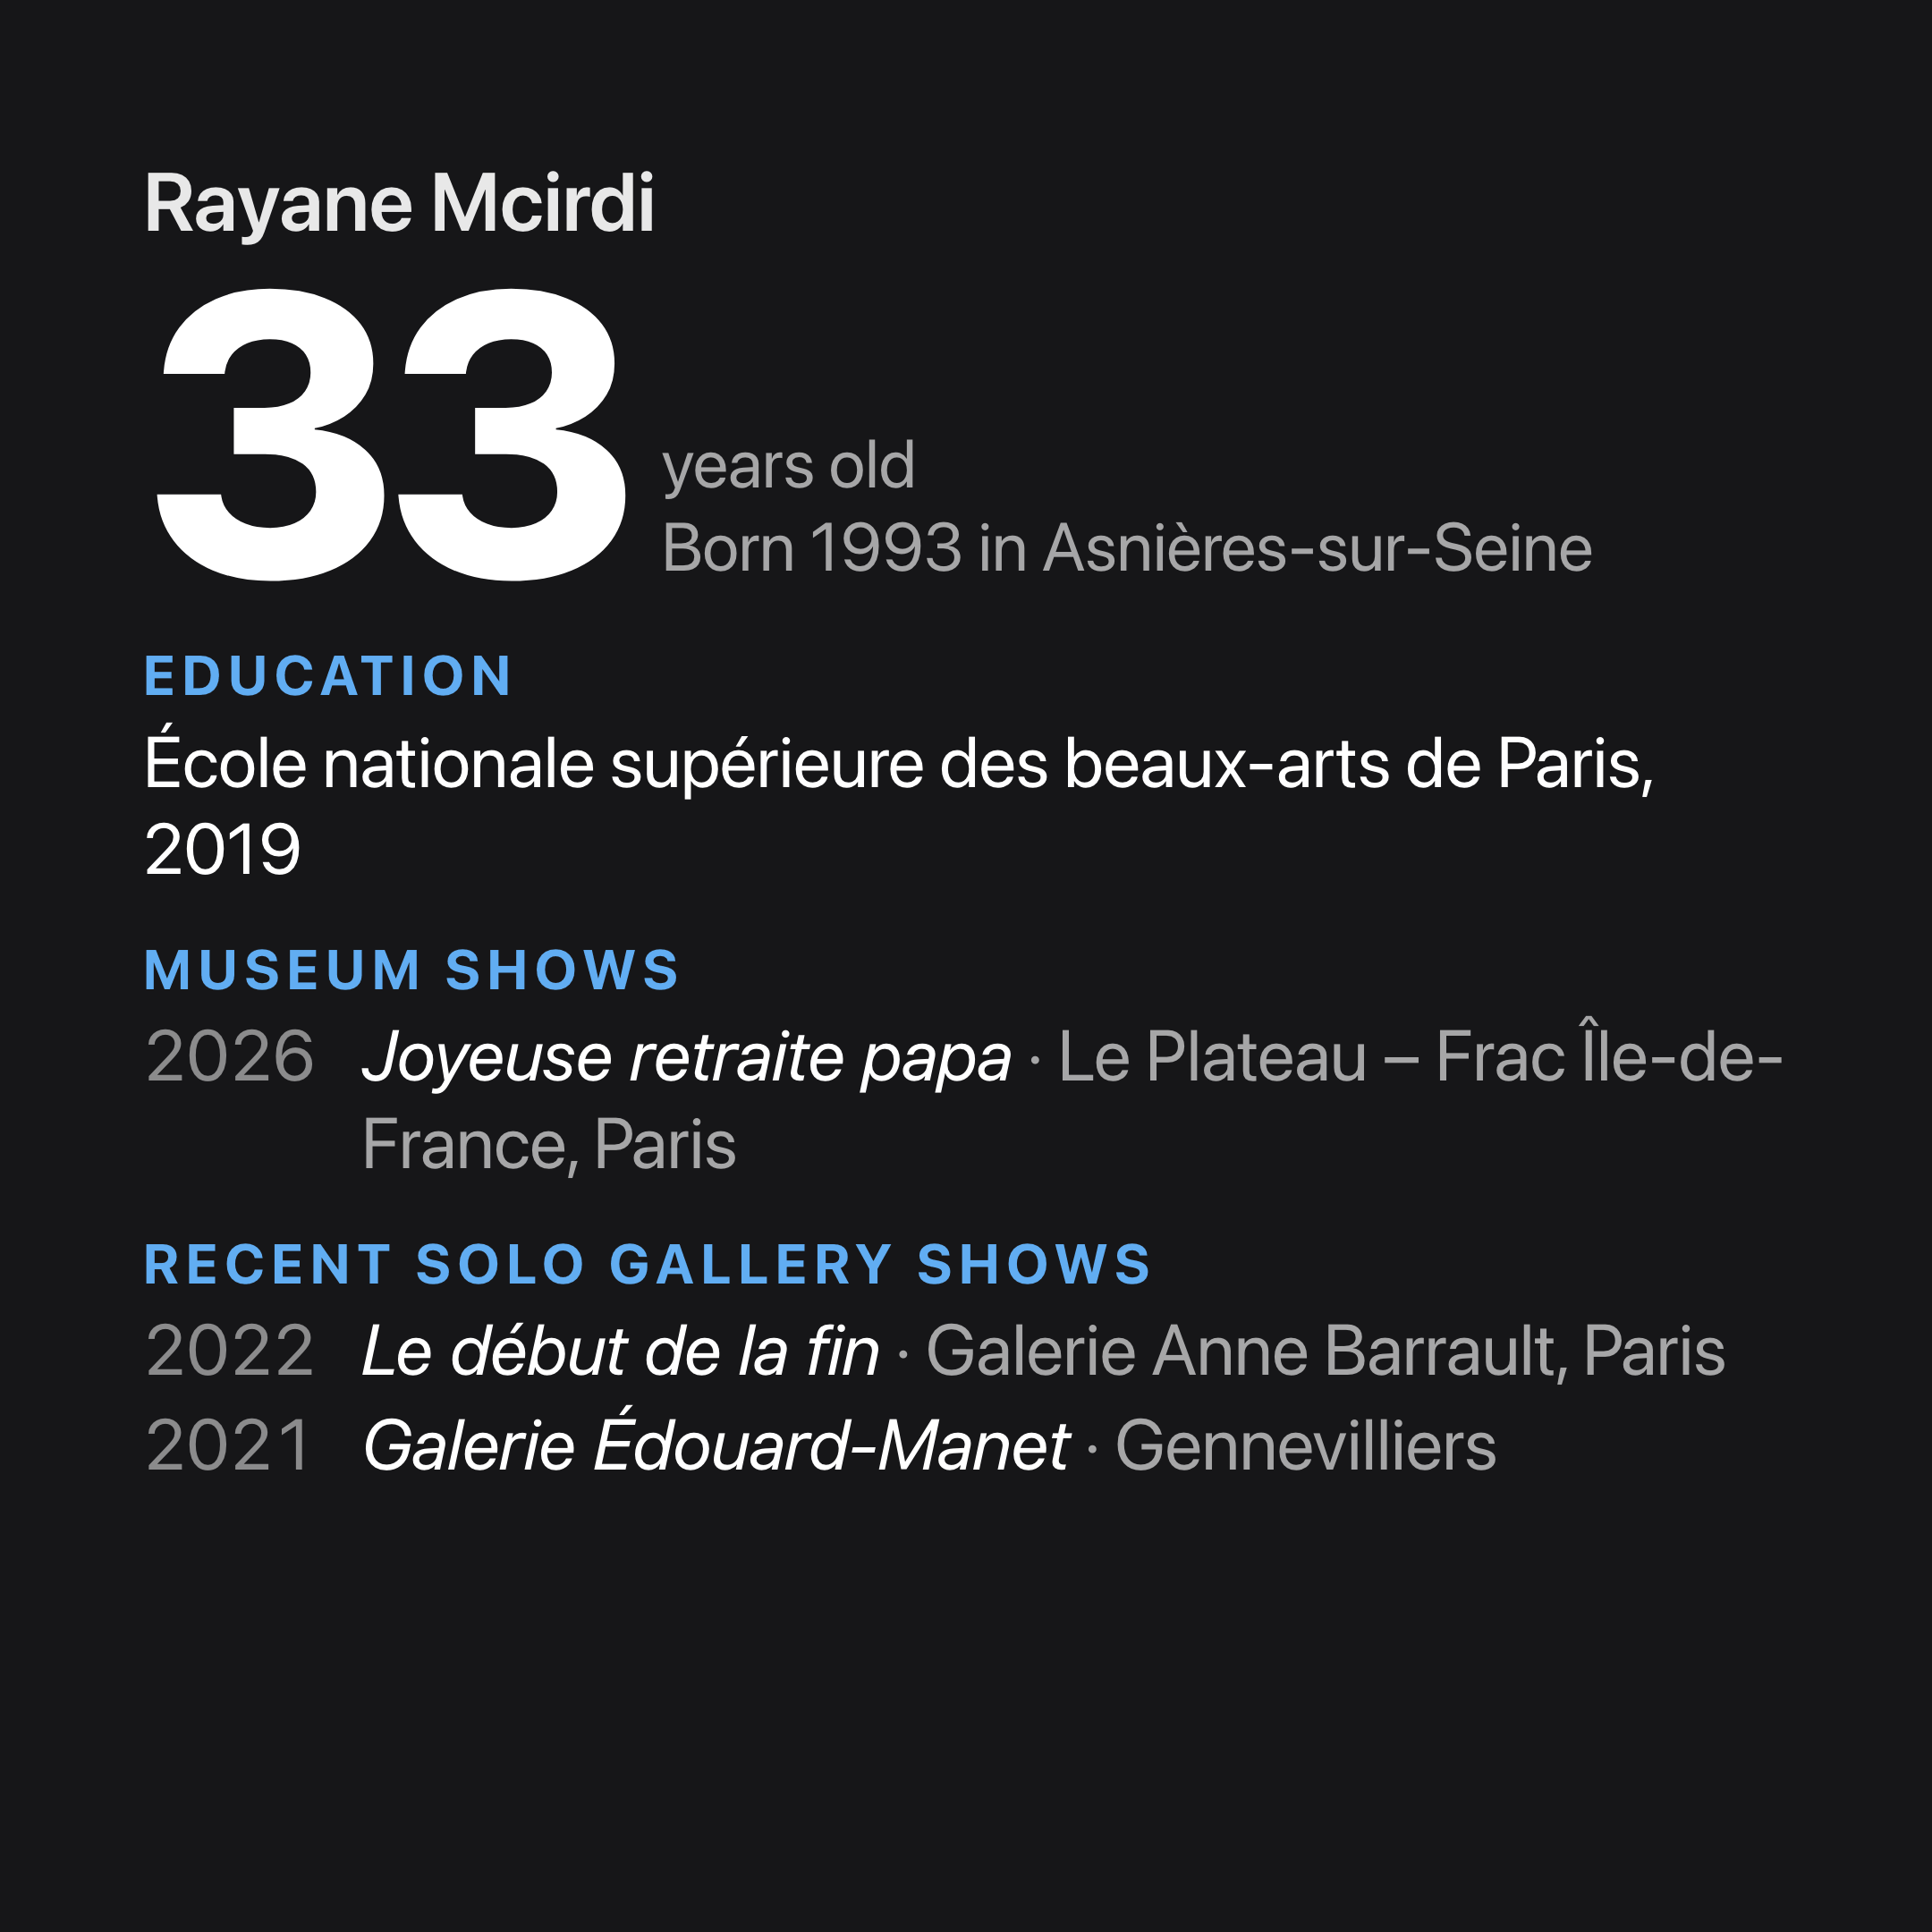 Rayane Mcirdi
33
years old
Born 1993 in Asnières-sur-Seine
EDUCATION
École nationale supérieure des beaux-arts de Paris,
2019
MUSEUM SHOWS
2026 Joyeuse retraite papa · Le Plateau – Frac Île-de-
France, Paris
RECENT SOLO GALLERY SHOWS
2022 Le début de la fin · Galerie Anne Barrault, Paris
2021 Galerie Édouard-Manet · Gennevilliers